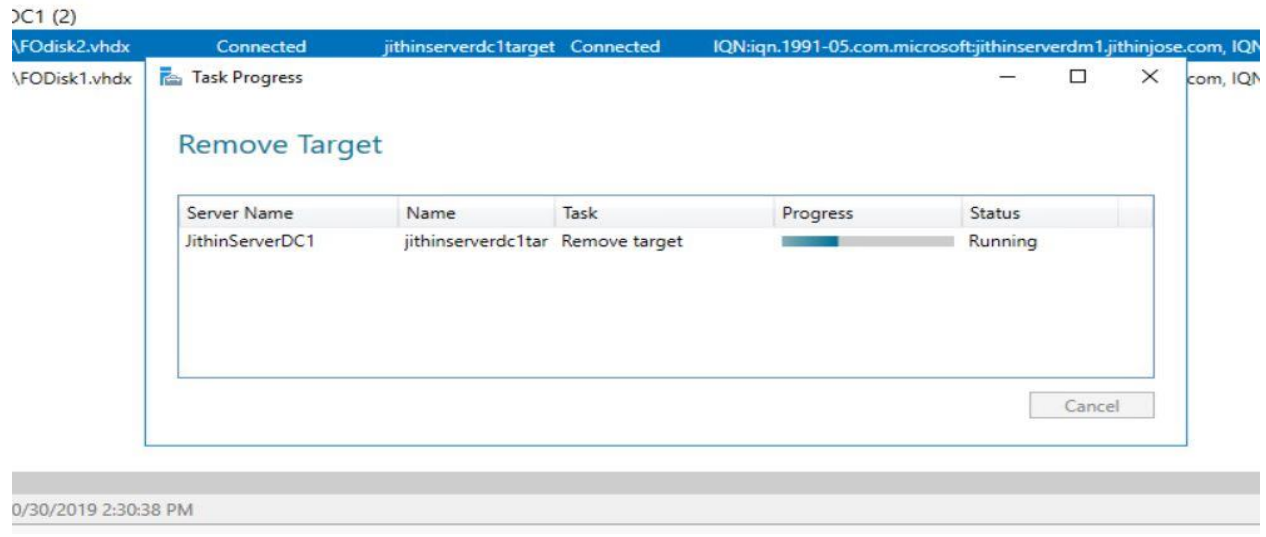 DC1 (2)
\FOdisk2.vhdx Connected jithinserverdc1target Connected IQN:iqn.1991-05.com.microsoft:jithinserverdm1.jithinjose.com, IQN
\FODisk1.vhdx Task Progress com, IQN
Remove Target
Server Name Name Task Progress Status
JithinServerDC1 jithinserverdc1tar Remove target Running
Cancel
0/30/2019 2:30:38 PM